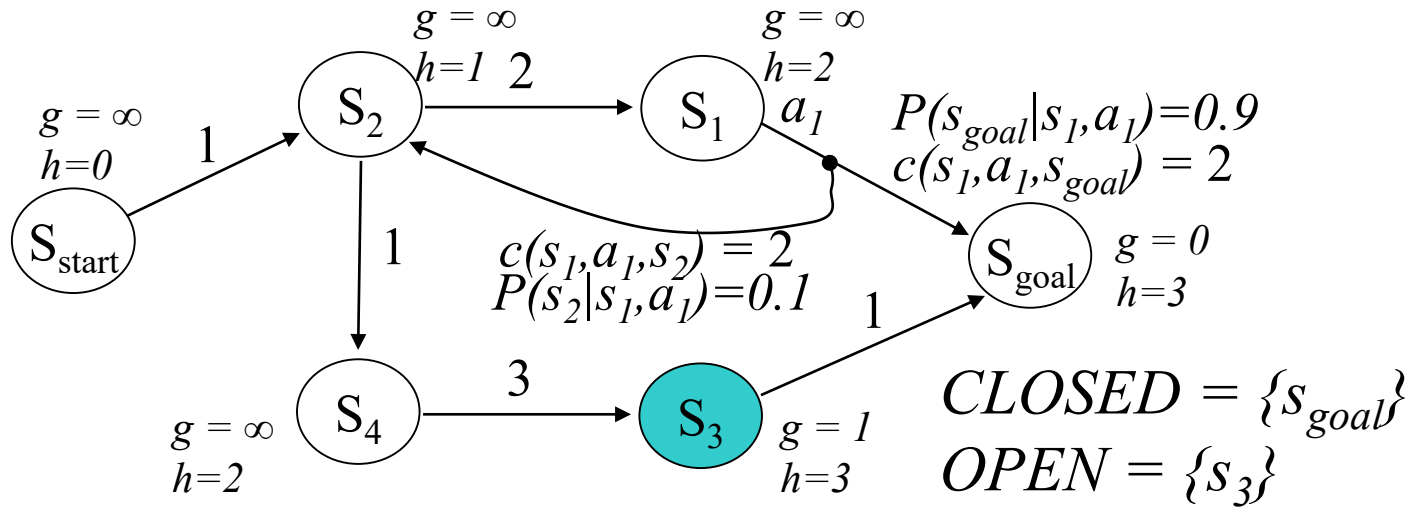 g = ∞
h=1
2
g = ∞
h=2
S2
S1
a1
P(sgoal|s1,a1)=0.9
c(s1,a1,sgoal) = 2
g = ∞
h=0
1
Sstart
1
c(s1,a1,s2) = 2
P(s2|s1,a1)=0.1
Sgoal
g = 0
h=3
1
3
S4
g = ∞
h=2
S3
g = 1
h=3
CLOSED = {sgoal}
OPEN = {s3}